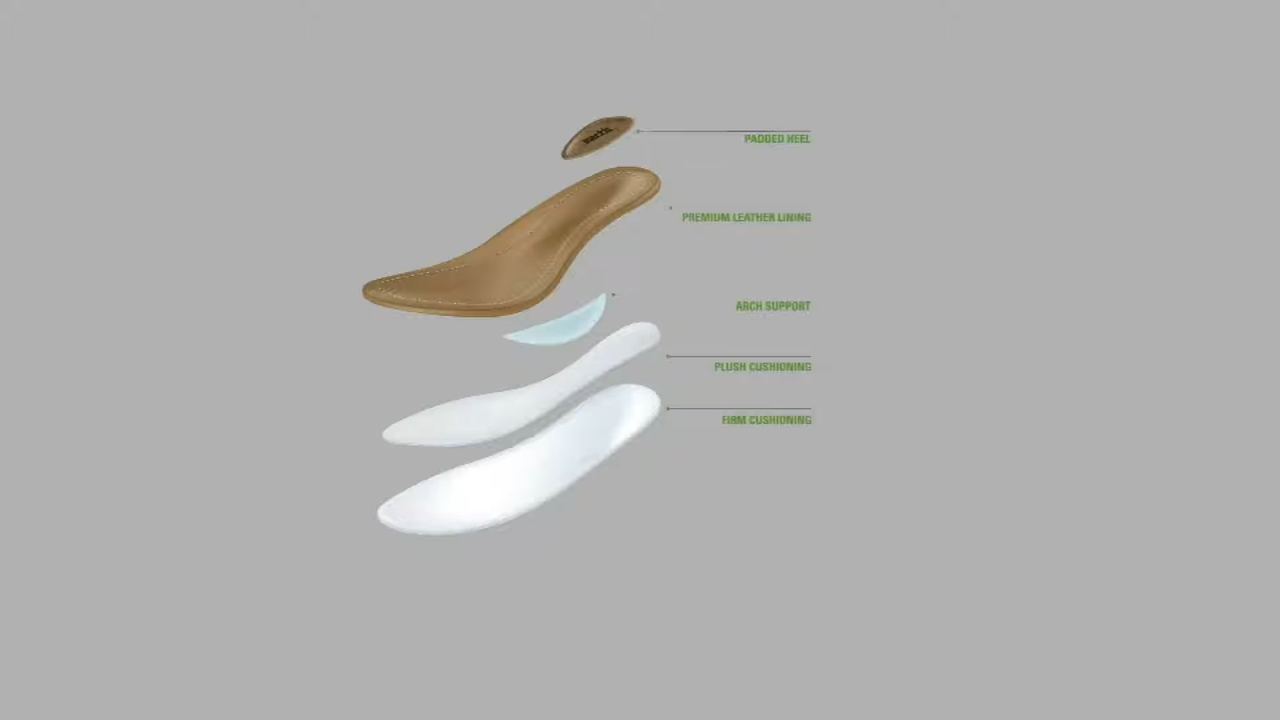 PADDED HEEL
PREMIUM LEATHER LINING
ARCH SUPPORT
PLUSH CUSHIONING
FIRM CUSHIONING